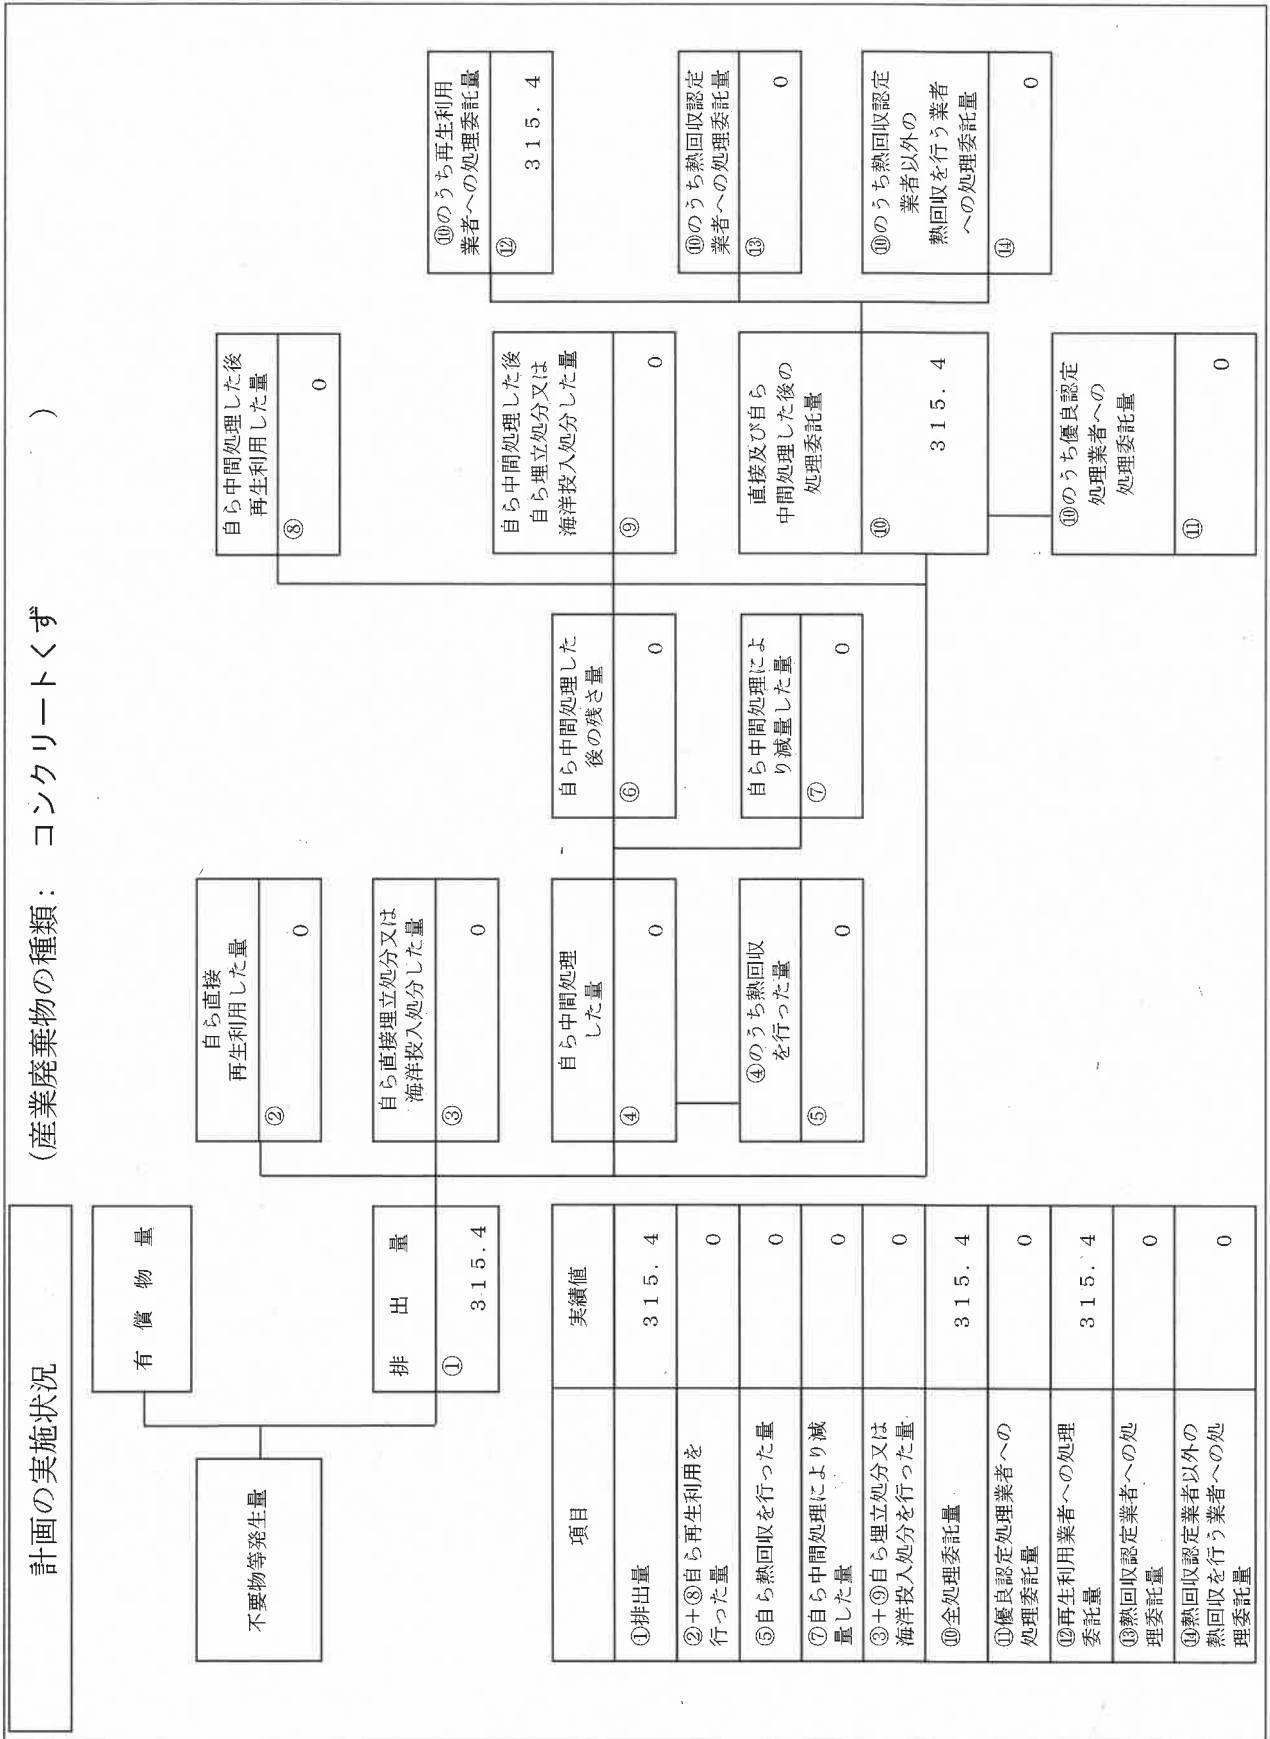 計画の実施状況
(産業廃棄物の種類： コンクリートくず )
不要物等発生量
有償物量
排出量
①
315.4
自ら直接
再生利用した量
②
0
自ら直接埋立処分又は
海洋投入処分した量
③
0
自ら中間処理
した量
④
0
④のうち熱回収
を行った量
⑤
0
自ら中間処理した
後の残さ量
⑥
0
自ら中間処理によ
り減量した量
⑦
0
自ら中間処理した後
再生利用した量
⑧
0
自ら中間処理した後
自ら埋立処分又は
海洋投入処分した量
⑨
0
直接及び自ら
中間処理した後の
処理委託量
⑩
315.4
⑩のうち優良認定
処理業者への
処理委託量
⑪
0
⑩のうち再生利用
業者への処理委託量
⑫
315.4
⑩のうち熱回収認定
業者への処理委託量
⑬
0
⑩のうち熱回収認定
業者以外の
熱回収を行う業者
への処理委託量
⑭
0
項目 実績値
①排出量 315.4
②+⑧自ら再生利用を
行った量 0
⑤自ら熱回収を行った量 0
⑦自ら中間処理により減
量した量 0
③+⑨自ら埋立処分又は
海洋投入処分を行った量 0
⑩全処理委託量 315.4
⑪優良認定処理業者への
処理委託量 0
⑫再生利用業者への処理
委託量 315.4
⑬熱回収認定業者への処
理委託量 0
⑭熱回収認定業者以外の
熱回収を行う業者への処
理委託量 0